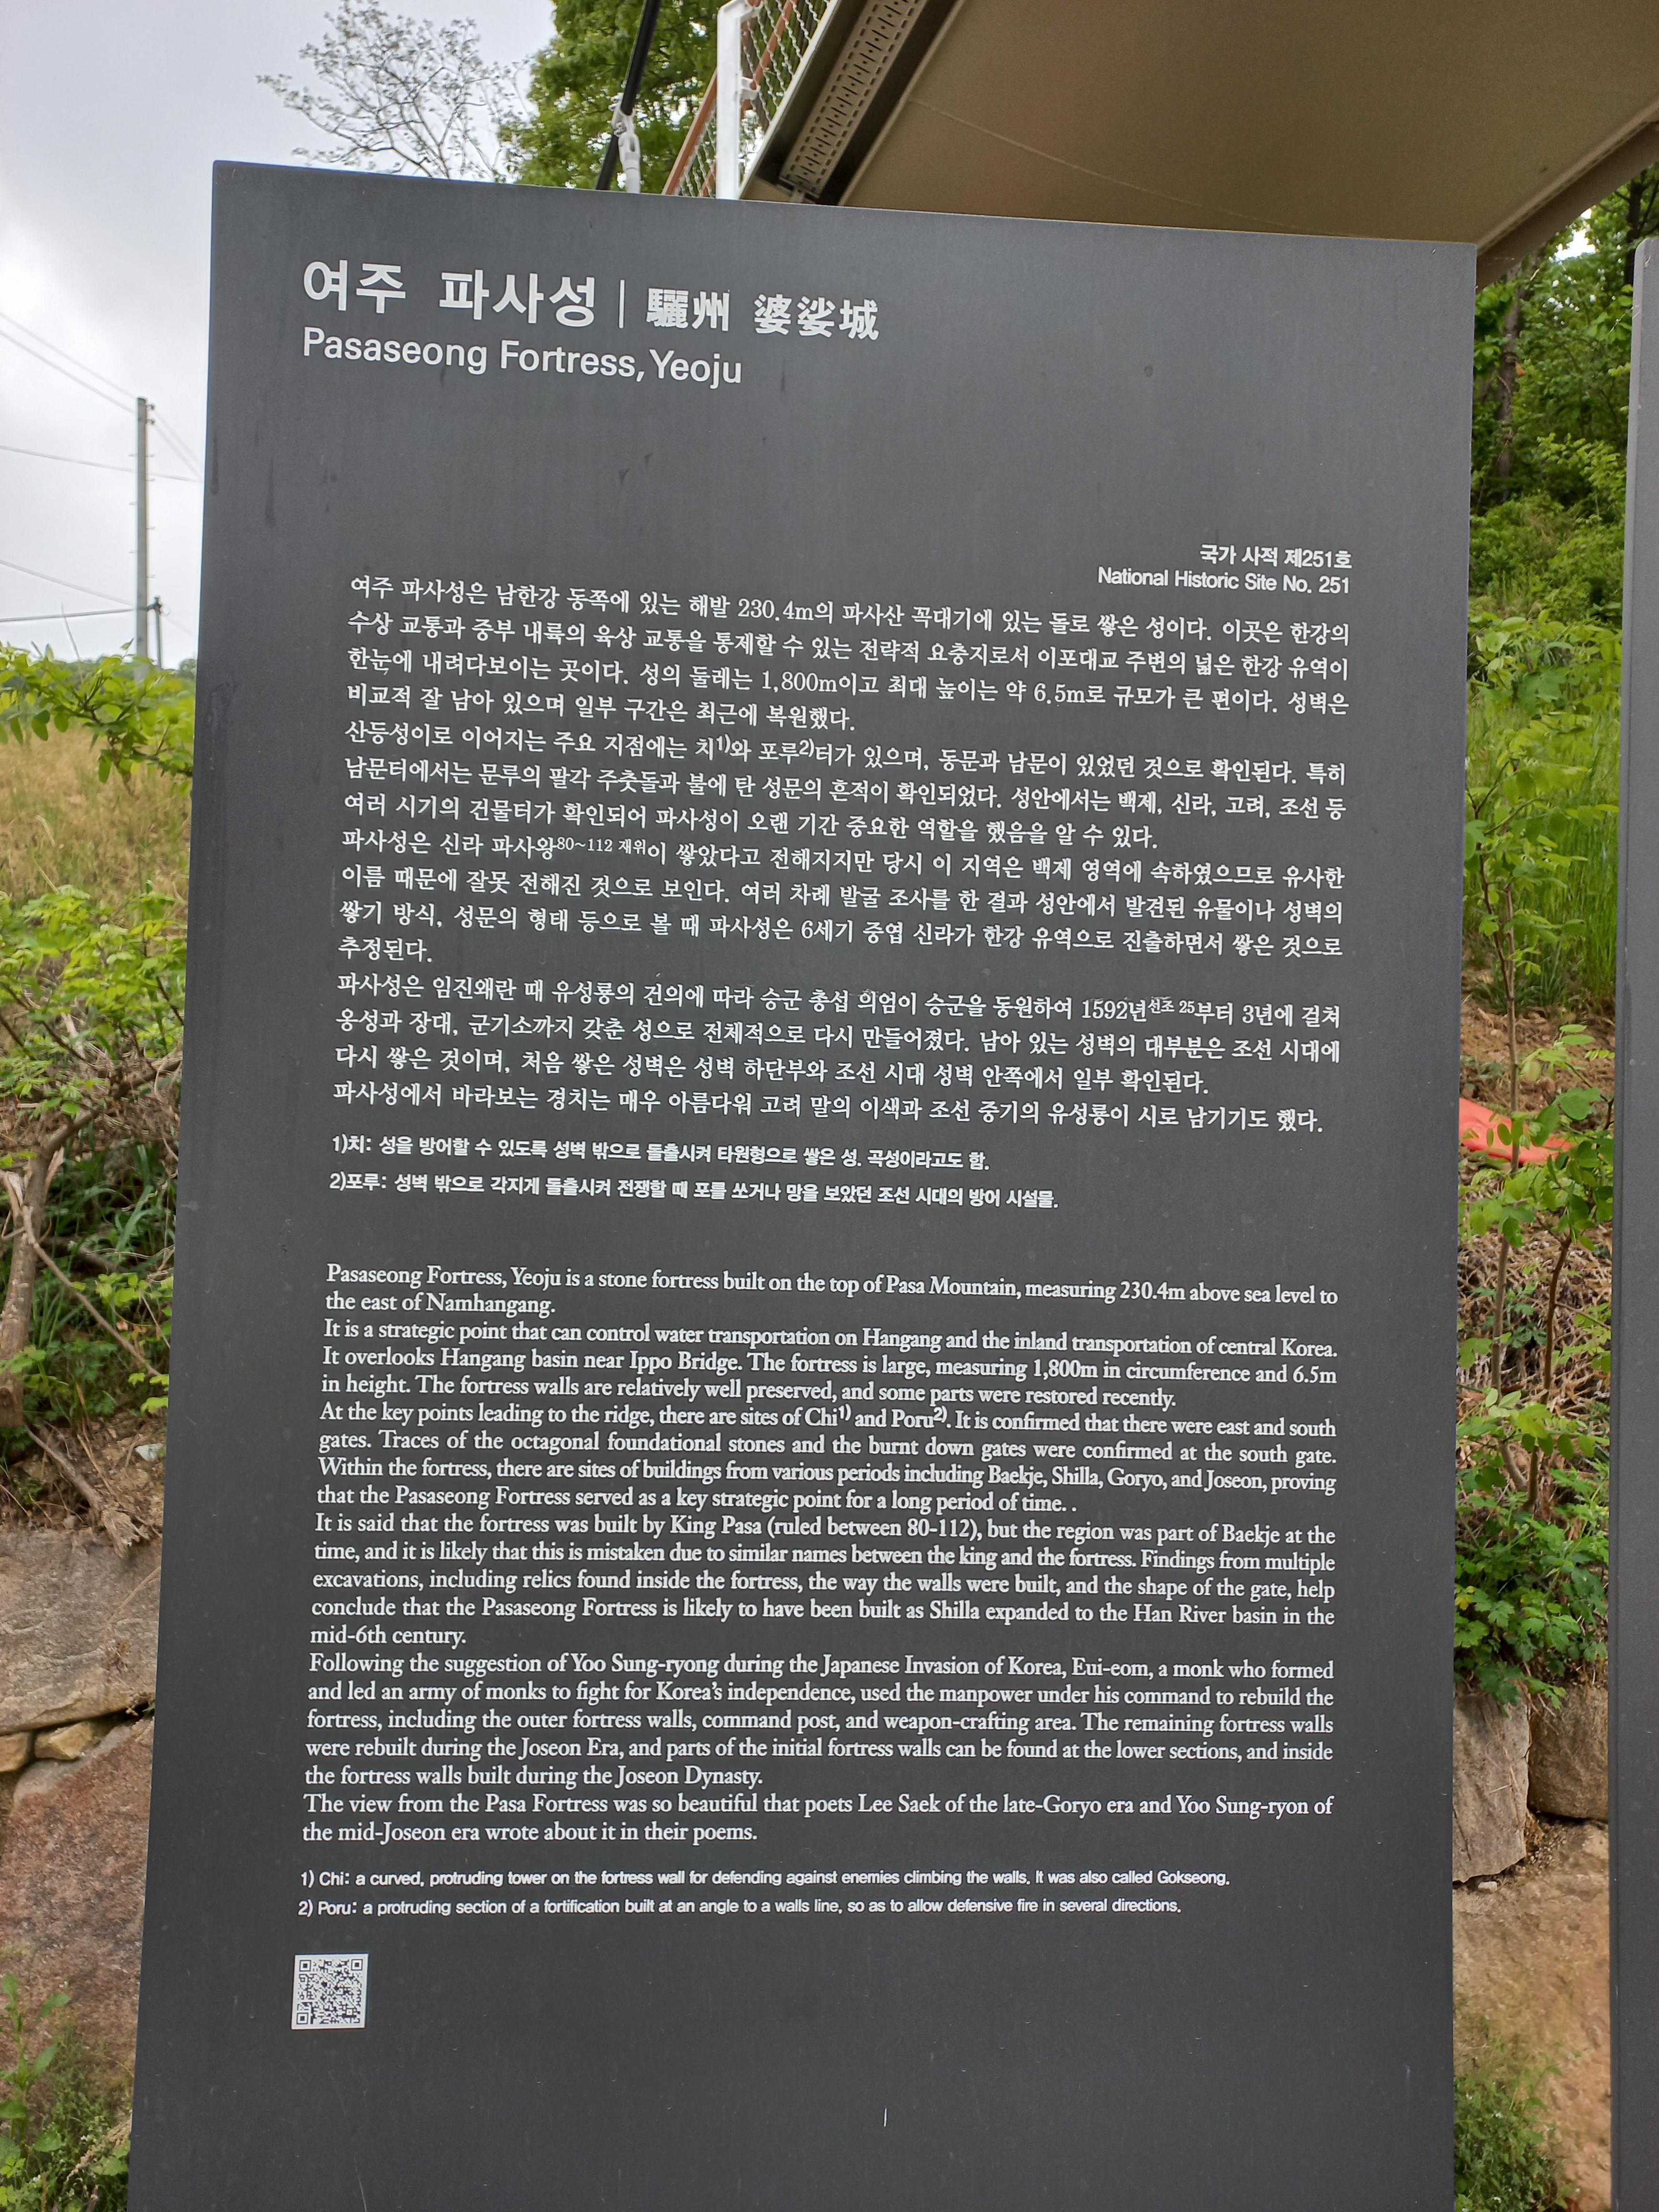 여주 파사성 | 驪州 婆娑城
Pasaseong Fortress, Yeoju
국가 사적 제251호
National Historic Site No. 251
여주 파사성은 남한강 동쪽에 있는 해발 230.4m의 파사산 꼭대기에 있는 돌로 쌓은 성이다. 이곳은 한강의
수상 교통과 중부 내륙의 육상 교통을 통제할 수 있는 전략적 요충지로서 이포대교 주변의 넓은 한강 유역이
한눈에 내려다보이는 곳이다. 성의 둘레는 1,800m이고 최대 높이는 약 6.5m로 규모가 큰 편이다. 성벽은
비교적 잘 남아 있으며 일부 구간은 최근에 복원했다.
산등성이로 이어지는 주요 지점에는 치1)와 포루2)터가 있으며, 동문과 남문이 있었던 것으로 확인된다. 특히
남문터에서는 문루의 팔각 주춧돌과 불에 탄 성문의 흔적이 확인되었다. 성안에서는 백제, 신라, 고려, 조선 등
여러 시기의 건물터가 확인되어 파사성이 오랜 기간 중요한 역할을 했음을 알 수 있다.
파사성은 신라 파사왕80~112 재위이 쌓았다고 전해지지만 당시 이 지역은 백제 영역에 속하였으므로 유사한
이름 때문에 잘못 전해진 것으로 보인다. 여러 차례 발굴 조사를 한 결과 성안에서 발견된 유물이나 성벽의
쌓기 방식, 성문의 형태 등으로 볼 때 파사성은 6세기 중엽 신라가 한강 유역으로 진출하면서 쌓은 것으로
추정된다.
파사성은 임진왜란 때 유성룡의 건의에 따라 승군 총섭 의엄이 승군을 동원하여 1592년선조 25부터 3년에 걸쳐
옹성과 장대, 군기소까지 갖춘 성으로 전체적으로 다시 만들어졌다. 남아 있는 성벽의 대부분은 조선 시대에
다시 쌓은 것이며, 처음 쌓은 성벽은 성벽 하단부와 조선 시대 성벽 안쪽에서 일부 확인된다.
파사성에서 바라보는 경치는 매우 아름다워 고려 말의 이색과 조선 중기의 유성룡이 시로 남기기도 했다.
1)치: 성을 방어할 수 있도록 성벽 밖으로 돌출시켜 타원형으로 쌓은 성. 곡성이라고도 함.
2)포루: 성벽 밖으로 각지게 돌출시켜 전쟁할 때 포를 쏘거나 망을 보았던 조선 시대의 방어 시설물.
Pasaseong Fortress, Yeoju is a stone fortress built on the top of Pasa Mountain, measuring 230.4m above sea level to
the east of Namhangang.
It is a strategic point that can control water transportation on Hangang and the inland transportation of central Korea.
It overlooks Hangang basin near Ippo Bridge. The fortress is large, measuring 1,800m in circumference and 6.5m
in height. The fortress walls are relatively well preserved, and some parts were restored recently.
At the key points leading to the ridge, there are sites of Chi1) and Poru2). It is confirmed that there were east and south
gates. Traces of the octagonal foundational stones and the burnt down gates were confirmed at the south gate.
Within the fortress, there are sites of buildings from various periods including Baekje, Shilla, Goryo, and Joseon, proving
that the Pasaseong Fortress served as a key strategic point for a long period of time. .
It is said that the fortress was built by King Pasa (ruled between 80-112), but the region was part of Baekje at the
time, and it is likely that this is mistaken due to similar names between the king and the fortress. Findings from multiple
excavations, including relics found inside the fortress, the way the walls were built, and the shape of the gate, help
conclude that the Pasaseong Fortress is likely to have been built as Shilla expanded to the Han River basin in the
mid-6th century.
Following the suggestion of Yoo Sung-ryong during the Japanese Invasion of Korea, Eui-eom, a monk who formed
and led an army of monks to fight for Korea's independence, used the manpower under his command to rebuild the
fortress, including the outer fortress walls, command post, and weapon-crafting area. The remaining fortress walls
were rebuilt during the Joseon Era, and parts of the initial fortress walls can be found at the lower sections, and inside
the fortress walls built during the Joseon Dynasty.
The view from the Pasa Fortress was so beautiful that poets Lee Saek of the late-Goryo era and Yoo Sung-ryon of
the mid-Joseon era wrote about it in their poems.
1) Chi: a curved, protruding tower on the fortress wall for defending against enemies climbing the walls. It was also called Gokseong.
2) Poru: a protruding section of a fortification built at an angle to a walls line, so as to allow defensive fire in several directions.